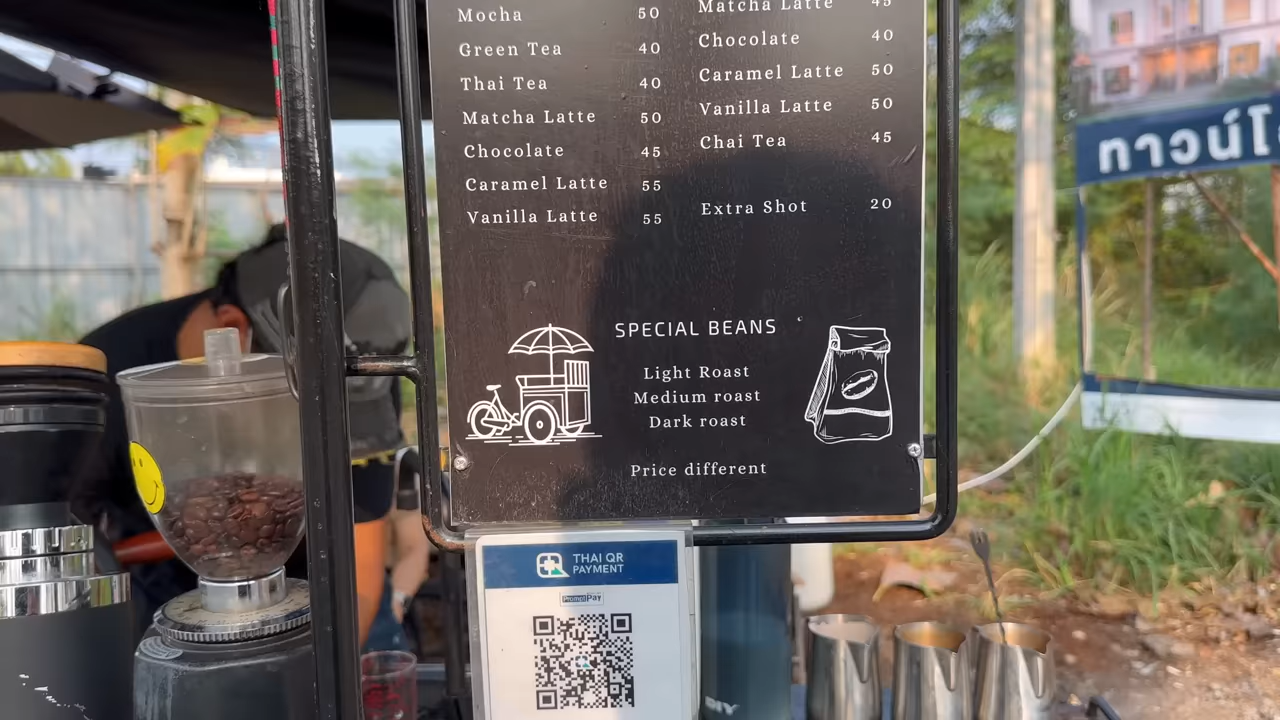 Mocha 50
Green Tea 40
Thai Tea 40
Matcha Latte 50
Chocolate 45
Caramel Latte 55
Vanilla Latte 55
Matcha Latte 45
Chocolate 40
Caramel Latte 50
Vanilla Latte 50
Chai Tea 45
Extra Shot 20
SPECIAL BEANS
Light Roast
Medium roast
Dark roast
Price different
THAI QR
PAYMENT
PromptPay
DIY
ทาวน์โ